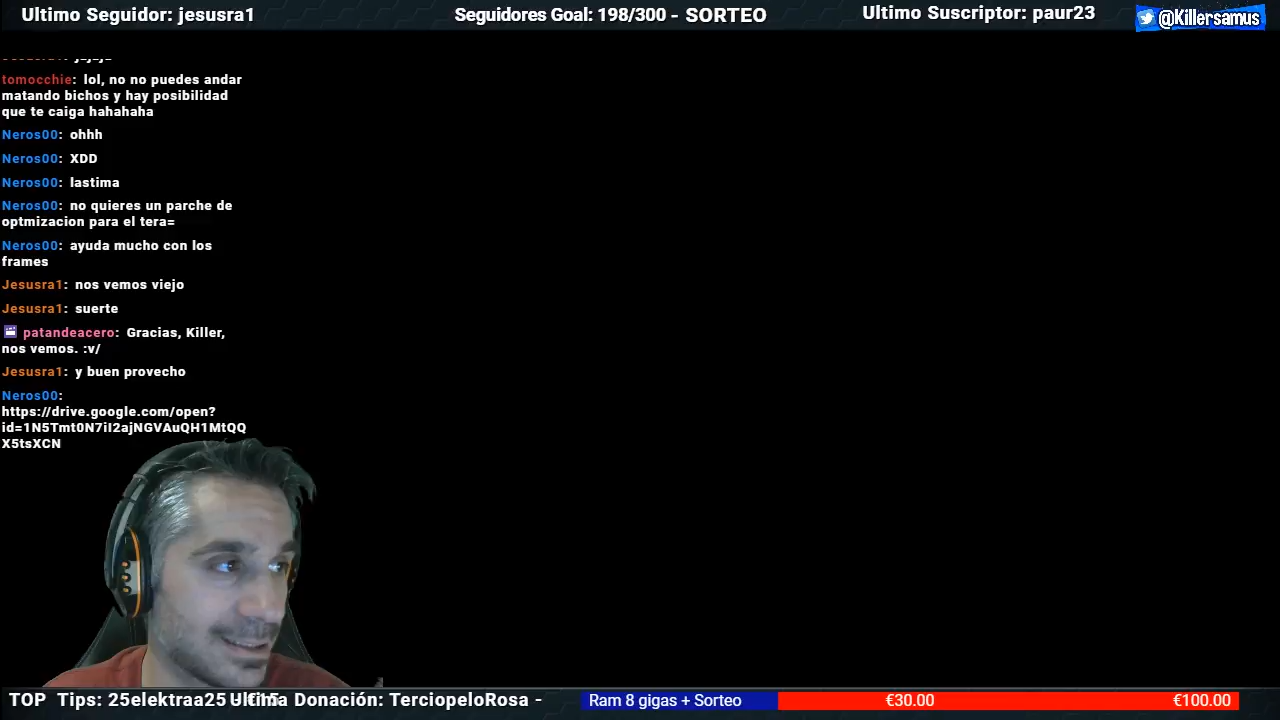 Ultimo Seguidor: jesusra1
Seguidores Goal: 198/300 - SORTEO
Ultimo Suscriptor: paur23
@Killersamus
tomocchie: lol, no no puedes andar
matando bichos y hay posibilidad
que te caiga hahahaha
Neros00: ohhh
Neros00: XDD
Neros00: lastima
Neros00: no quieres un parche de
optmizacion para el tera=
Neros00: ayuda mucho con los
frames
Jesusra1: nos vemos viejo
Jesusra1: suerte
patandeacero: Gracias, Killer,
nos vemos. :v/
Jesusra1: y buen provecho
Neros00:
https://drive.google.com/open?
id=1N5Tmt0N7iI2ajNGVAuQH1MtQQ
X5tsXCN
TOP Tips: 25elektraa25 - €15
Ultima Donación: TerciopeloRosa -
Ram 8 gigas + Sorteo
€30.00
€100.00